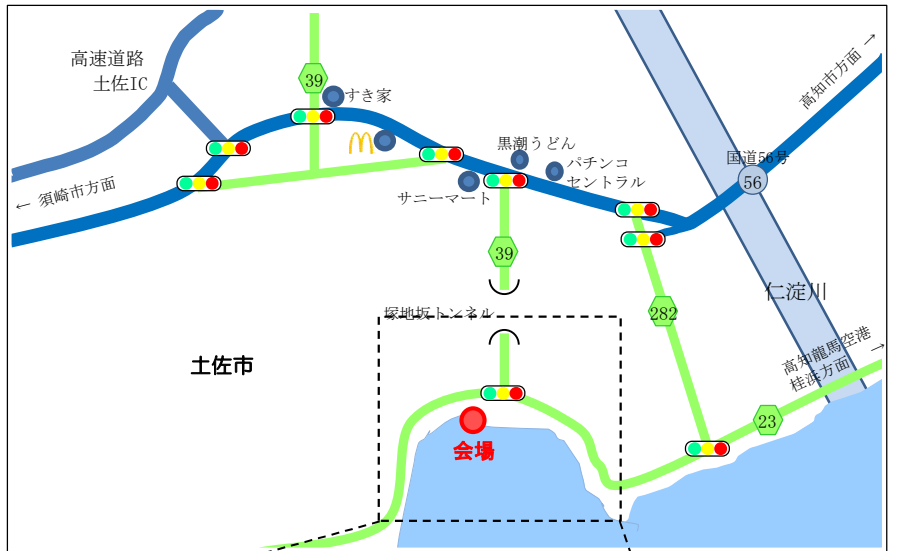 高速道路
土佐IC
39
すき家
高知市方面 →
黒潮うどん
パチンコ
セントラル
国道56号
56
← 須崎市方面
サニーマート
39
仁淀川
塚地坂トンネル
282
高知龍馬空港
桂浜方面 →
土佐市
23
会場